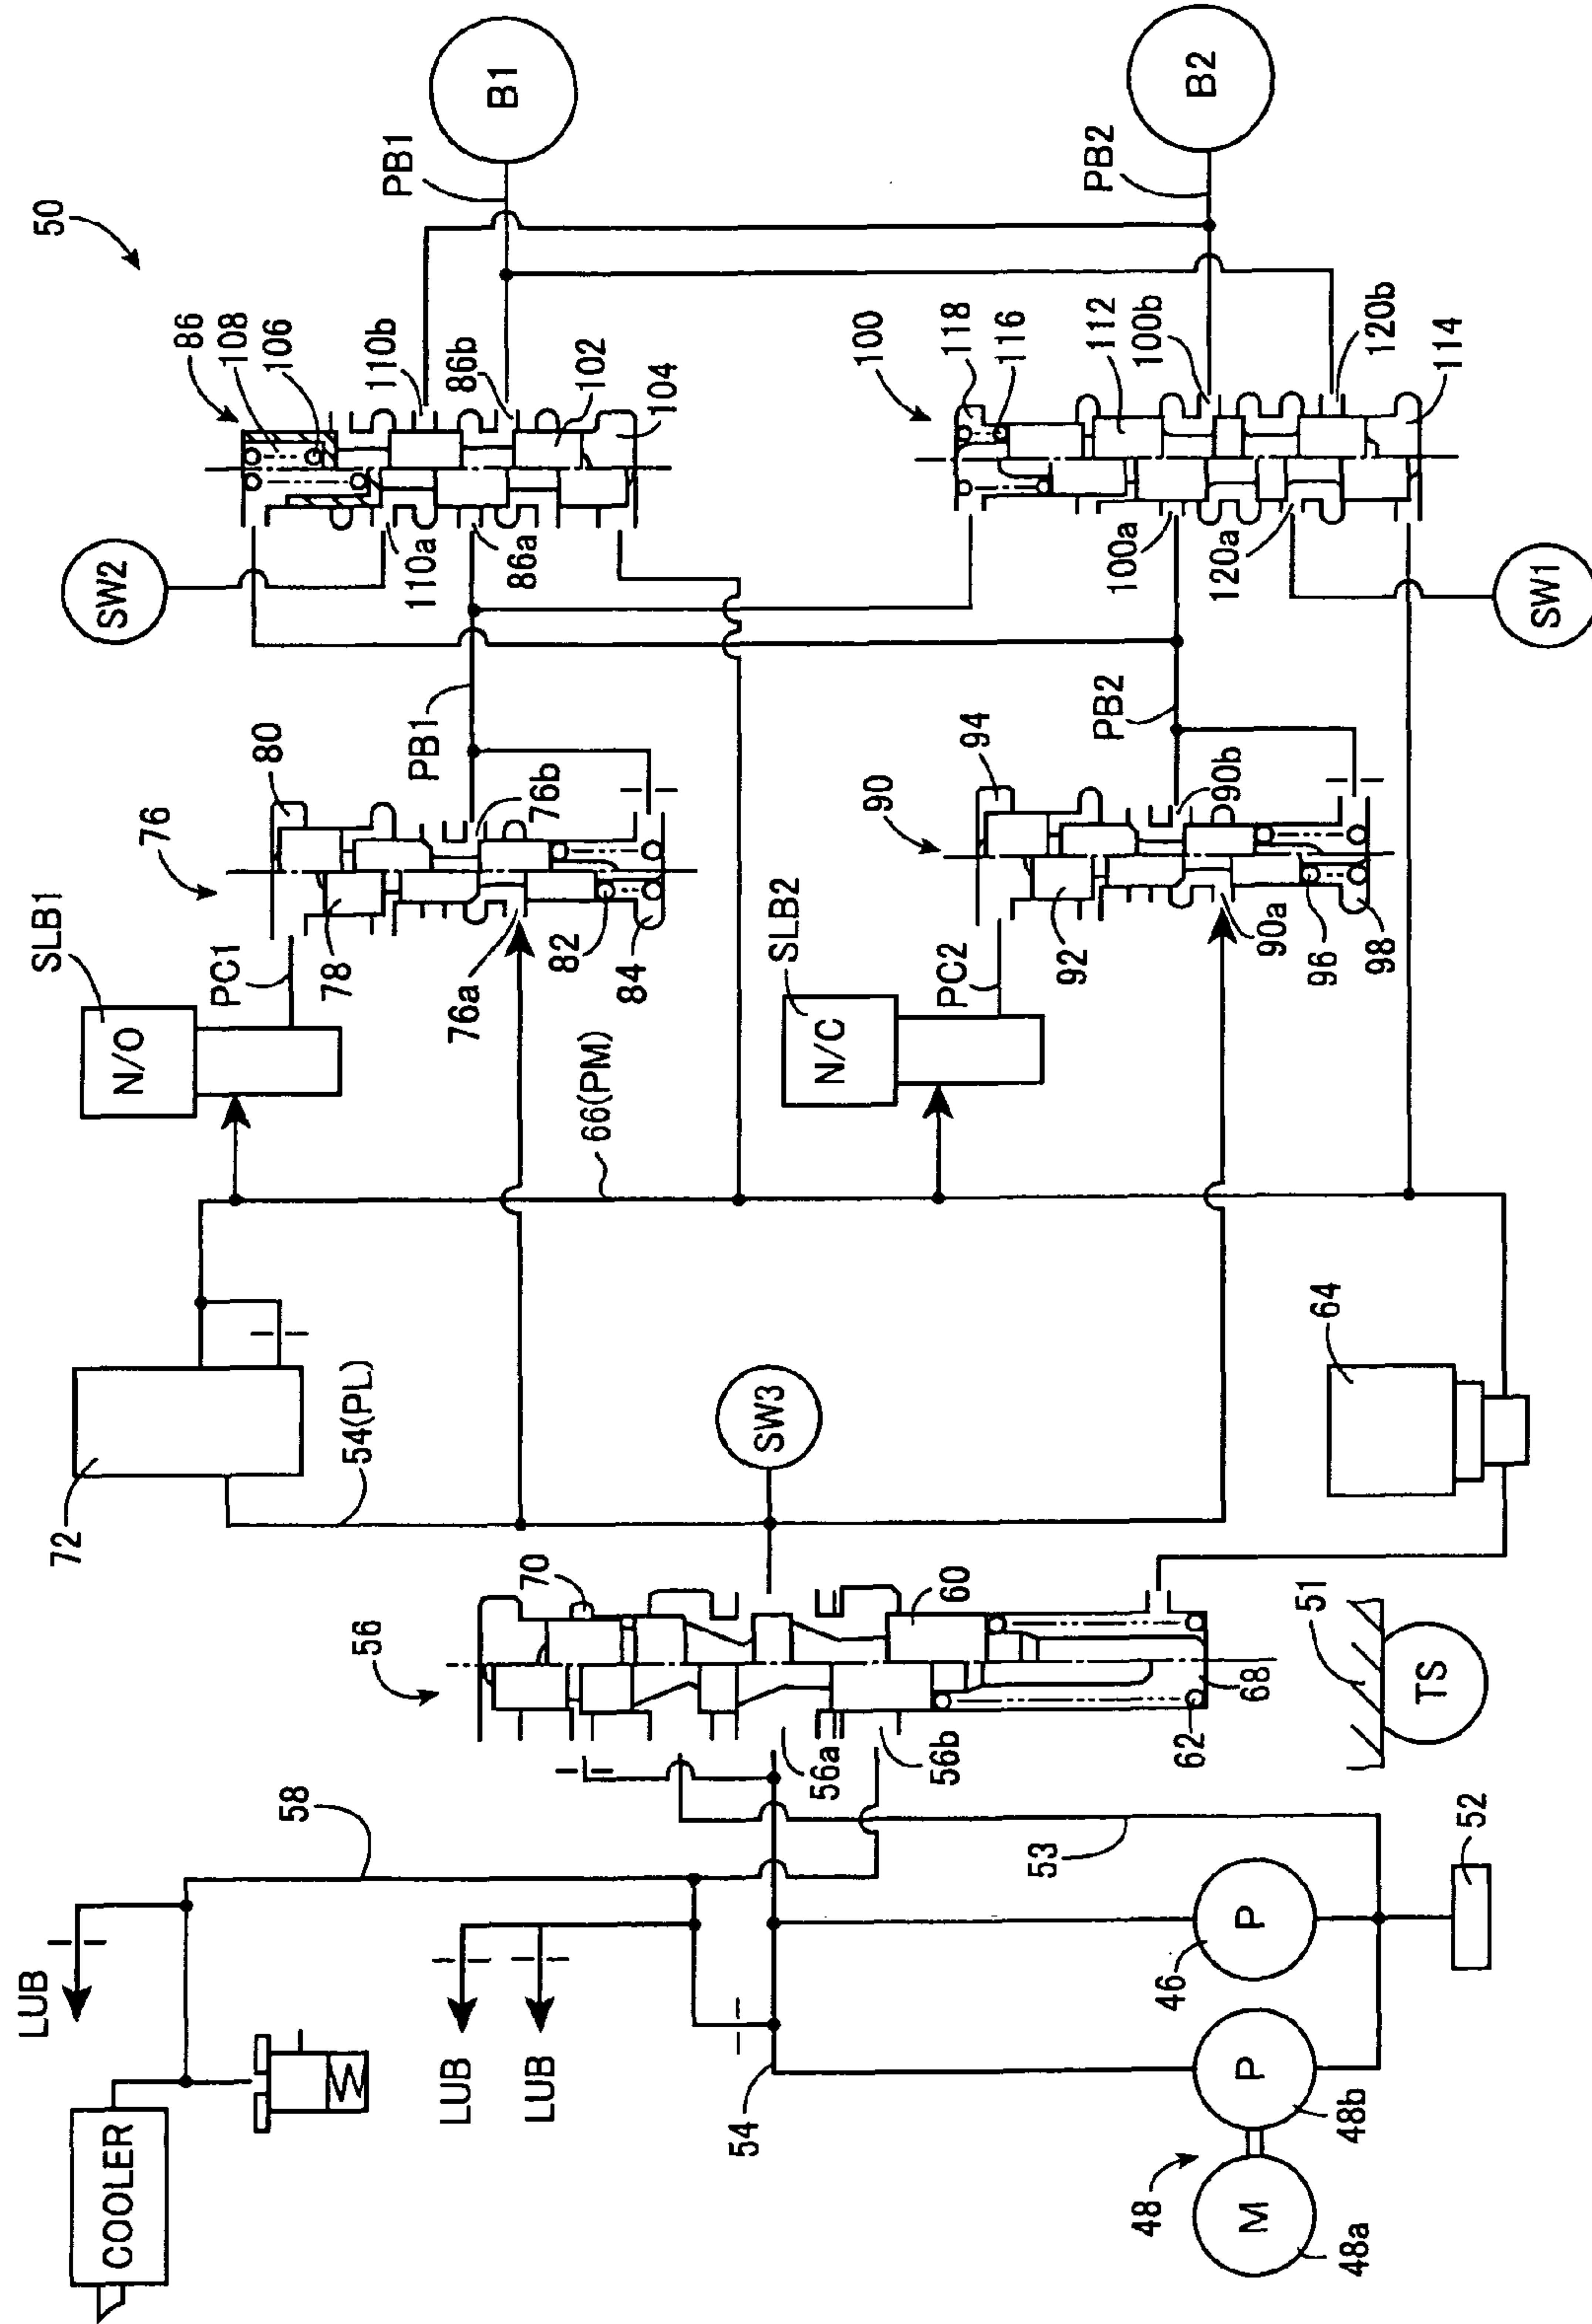 50
B1
B2
PB1
PB2
86
108
106
110b
86b
102
104
100
118
116
112
100b
120b
114
SW2
110a
86a
100a
120a
SW1
PB1
PB2
80
76
76b
94
90
90b
SLB1
N/O
PC1
78
76a
82
84
SLB2
N/C
PC2
92
90a
96
98
66(PM)
72
54(PL)
SW3
64
56
70
60
51
TS
68
62
56a
56b
58
53
52
LUB
LUB
LUB
COOLER
54
46
P
P
48
48b
M
48a